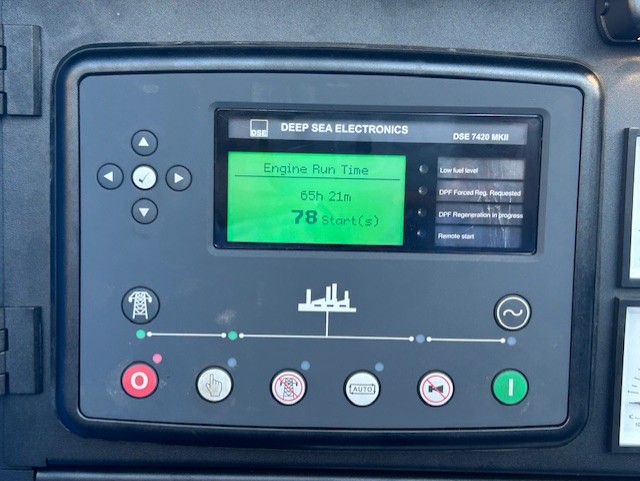 DSE
DEEP SEA ELECTRONICS
DSE 7420 MKII
Engine Run Time
65h 21m
78 Start(s)
Low fuel level
DPF Forced Reg. Requested
DPF Regenpration in progress
Remote start
O
AUTO
I